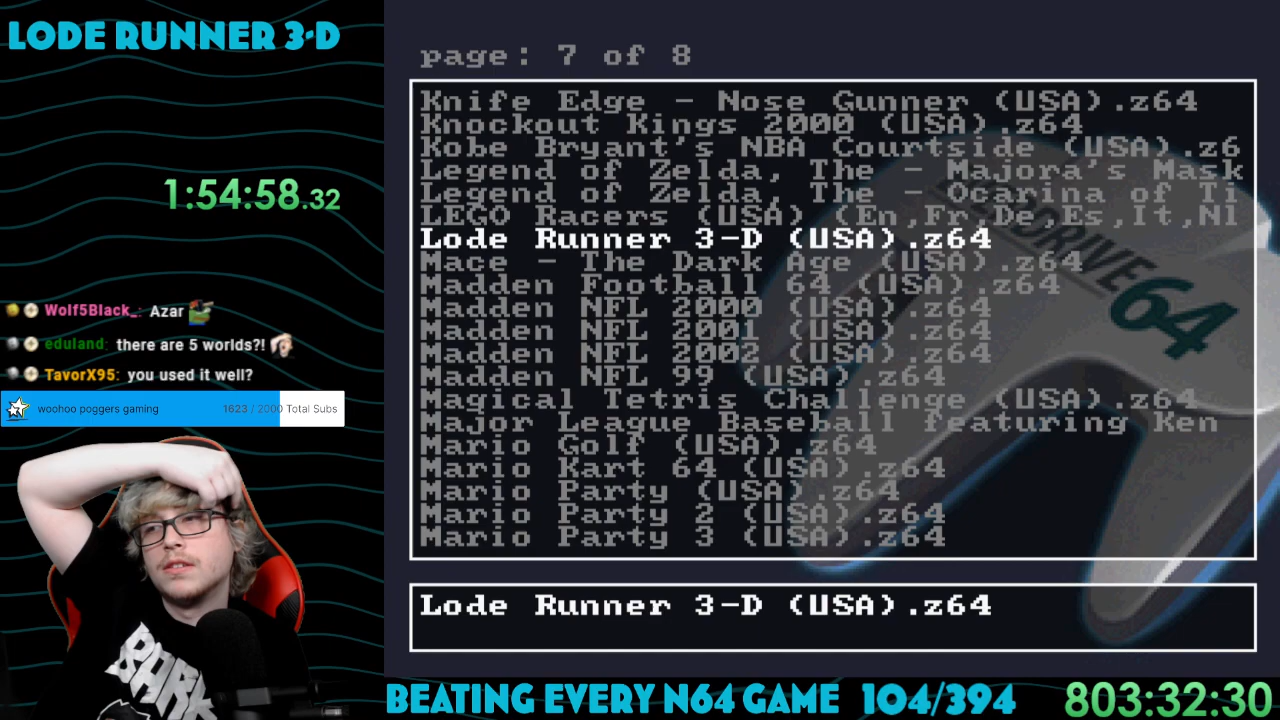 LODE RUNNER 3-D
1:54:58.32
Wolf5Black_: Azar
eduland: there are 5 worlds?!
TavorX95: you used it well?
woohoo poggers gaming 1623 / 2000 Total Subs
BARK
page: 7 of 8
Knife Edge - Nose Gunner (USA).z64
Knockout Kings 2000 (USA).z64
Kobe Bryant's NBA Courtside (USA).z6
Legend of Zelda, The - Majora's Mask
Legend of Zelda, The - Ocarina of Ti
LEGO Racers (USA) (En,Fr,De,Es,It,Nl
Lode Runner 3-D (USA).z64
Mace - The Dark Age (USA).z64
Madden Football 64 (USA).z64
Madden NFL 2000 (USA).z64
Madden NFL 2001 (USA).z64
Madden NFL 2002 (USA).z64
Madden NFL 99 (USA).z64
Magical Tetris Challenge (USA).z64
Major League Baseball featuring Ken
Mario Golf (USA).z64
Mario Kart 64 (USA).z64
Mario Party (USA).z64
Mario Party 2 (USA).z64
Mario Party 3 (USA).z64
Lode Runner 3-D (USA).z64
BEATING EVERY N64 GAME 104/394 803:32:30